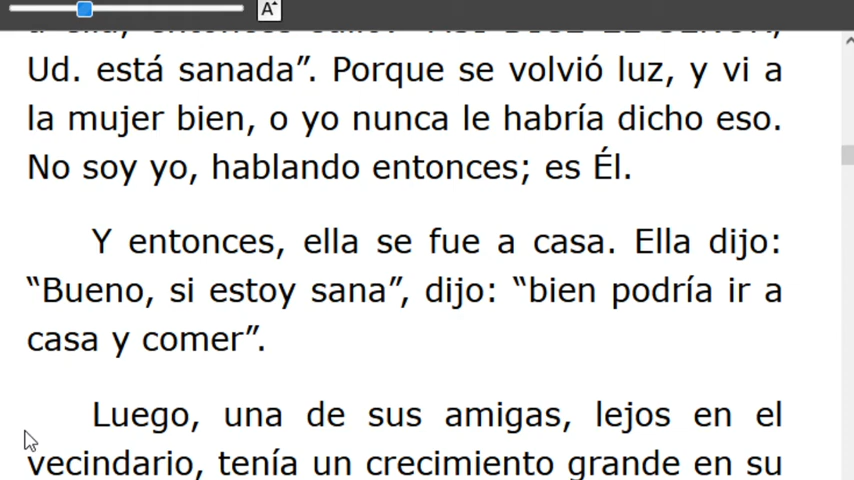 A
Ud. está sanada”. Porque se volvió luz, y vi a
la mujer bien, o yo nunca le habría dicho eso.
No soy yo, hablando entonces; es Él.
Y entonces, ella se fue a casa. Ella dijo:
“Bueno, si estoy sana”, dijo: “bien podría ir a
casa y comer”.
Luego, una de sus amigas, lejos en el
vecindario, tenía un crecimiento grande en su